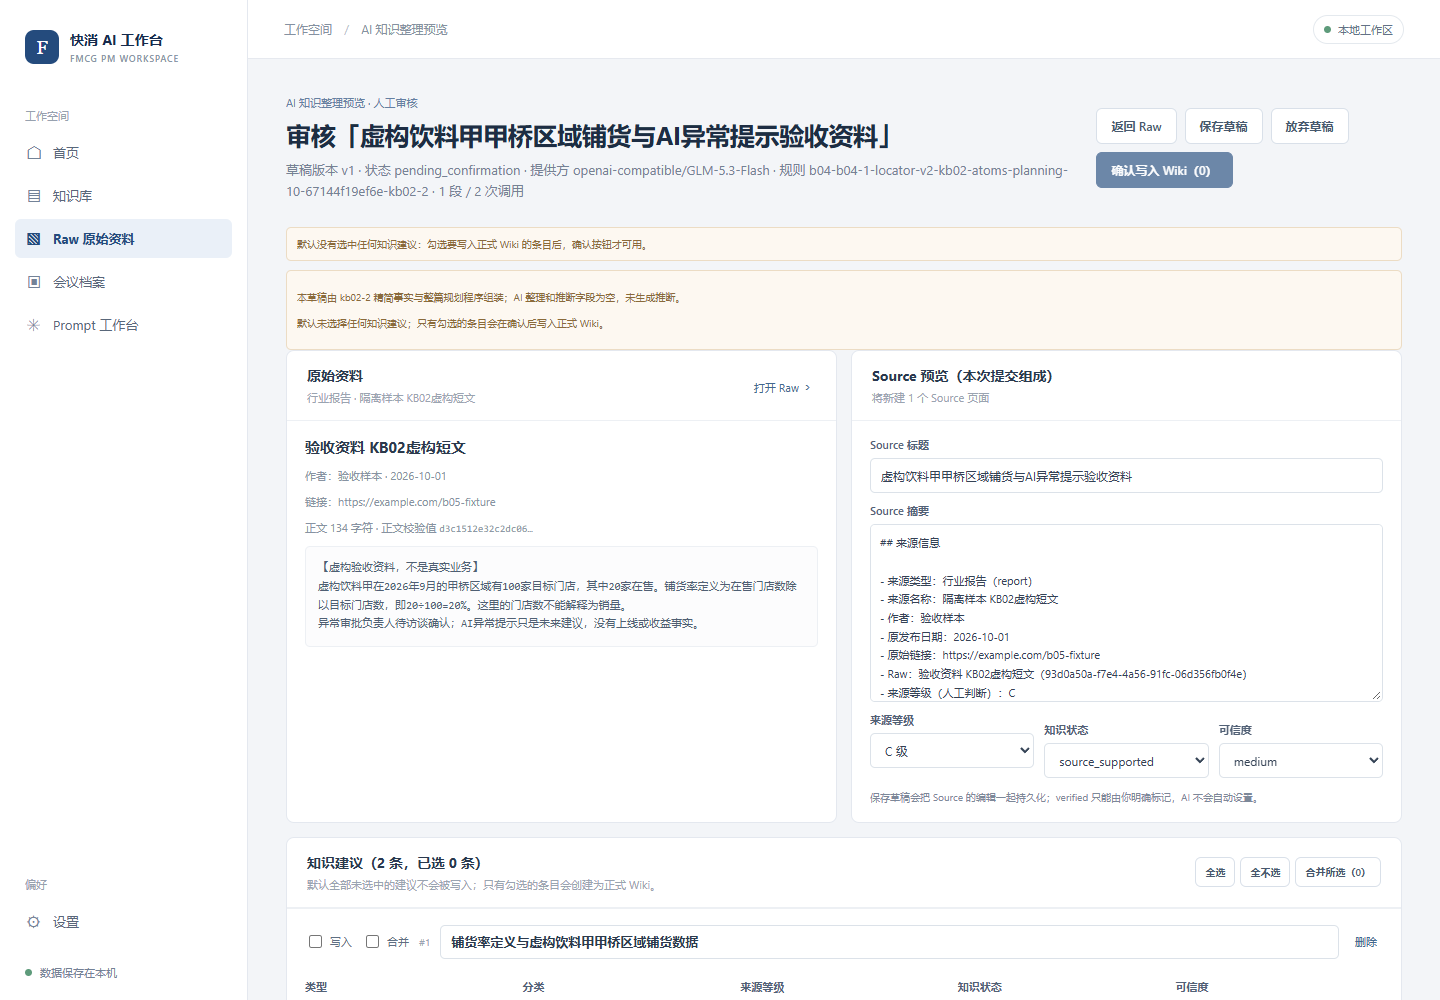 F
快消 AI 工作台
FMCG PM WORKSPACE
工作空间
首页
知识库
Raw 原始资料
会议档案
Prompt 工作台
偏好
设置
数据保存在本机
工作空间 / AI 知识整理预览
本地工作区
AI 知识整理预览 · 人工审核
审核「虚构饮料甲甲桥区域铺货与AI异常提示验收资料」
草稿版本 v1 · 状态 pending_confirmation · 提供方 openai-compatible/GLM-5.3-Flash · 规则 b04-b04-1-locator-v2-kb02-atoms-planning-
10-67144f19ef6e-kb02-2 · 1 段 / 2 次调用
返回 Raw
保存草稿
放弃草稿
确认写入 Wiki（0）
默认没有选中任何知识建议：勾选要写入正式 Wiki 的条目后，确认按钮才可用。
本草稿由 kb02-2 精简事实与整篇规划程序组装；AI 整理和推断字段为空，未生成推断。
默认未选择任何知识建议；只有勾选的条目会在确认后写入正式 Wiki。
原始资料
行业报告 · 隔离样本 KB02虚构短文
打开 Raw ›
验收资料 KB02虚构短文
作者：验收样本 · 2026-10-01
链接：https://example.com/b05-fixture
正文 134 字符 · 正文校验值 d3c1512e32c2dc06…
【虚构验收资料，不是真实业务】
虚构饮料甲在2026年9月的甲桥区域有100家目标门店，其中20家在售。铺货率定义为在售门店数除
以目标门店数，即20÷100=20%。这里的门店数不能解释为销量。
异常审批负责人待访谈确认；AI异常提示只是未来建议，没有上线或收益事实。
Source 预览（本次提交组成）
将新建 1 个 Source 页面
Source 标题
虚构饮料甲甲桥区域铺货与AI异常提示验收资料
Source 摘要
## 来源信息
- 来源类型：行业报告（report）
- 来源名称：隔离样本 KB02虚构短文
- 作者：验收样本
- 原发布日期：2026-10-01
- 原始链接：https://example.com/b05-fixture
- Raw：验收资料 KB02虚构短文（93d0a50a-f7e4-4a56-91fc-06d356fb0f4e）
- 来源等级（人工判断）：C
来源等级
知识状态
可信度
C 级
source_supported
medium
保存草稿会把 Source 的编辑一起持久化；verified 只能由你明确标记，AI 不会自动设置。
知识建议（2 条，已选 0 条）
默认全部未选中的建议不会被写入；只有勾选的条目会创建为正式 Wiki。
全选
全不选
合并所选（0）
写入
合并
#1
铺货率定义与虚构饮料甲甲桥区域铺货数据
删除
类型
分类
来源等级
知识状态
可信度